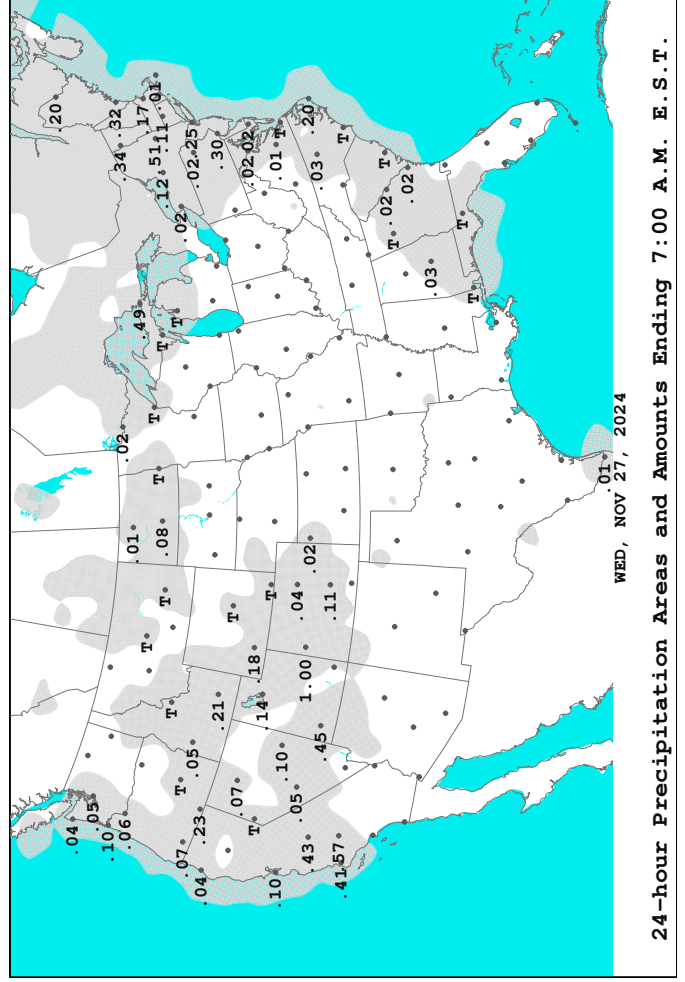 .20
.32
.17
.01
.34
.51
.11
.25
.12
.02
.30
.02
.02
.02
.01
T
.20
.03
T
T
.02
.02
T
T
.03
T
.49
T
T
T
.02
T
.01
.08
T
.01
.02
T
.04
.11
T
T
T
.18
1.00
.14
.21
T
.45
.10
.05
.05
T
.07
T
.23
.43
.57
.41
.10
.04
.07
.06
.10
.05
.04
WED, NOV 27, 2024
24-hour Precipitation Areas and Amounts Ending 7:00 A.M. E.S.T.